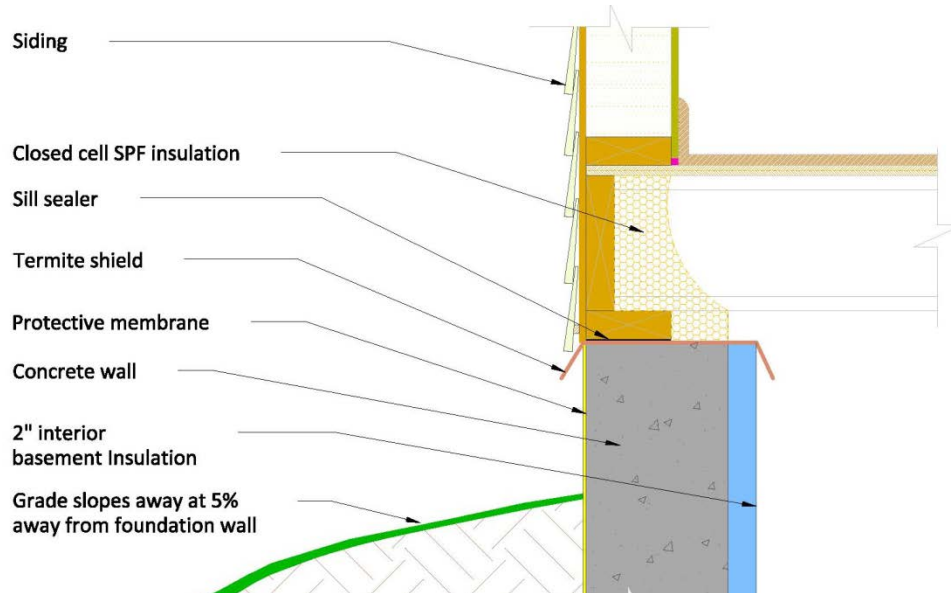 Siding
Closed cell SPF insulation
Sill sealer
Termite shield
Protective membrane
Concrete wall
2" interior
basement Insulation
Grade slopes away at 5%
away from foundation wall